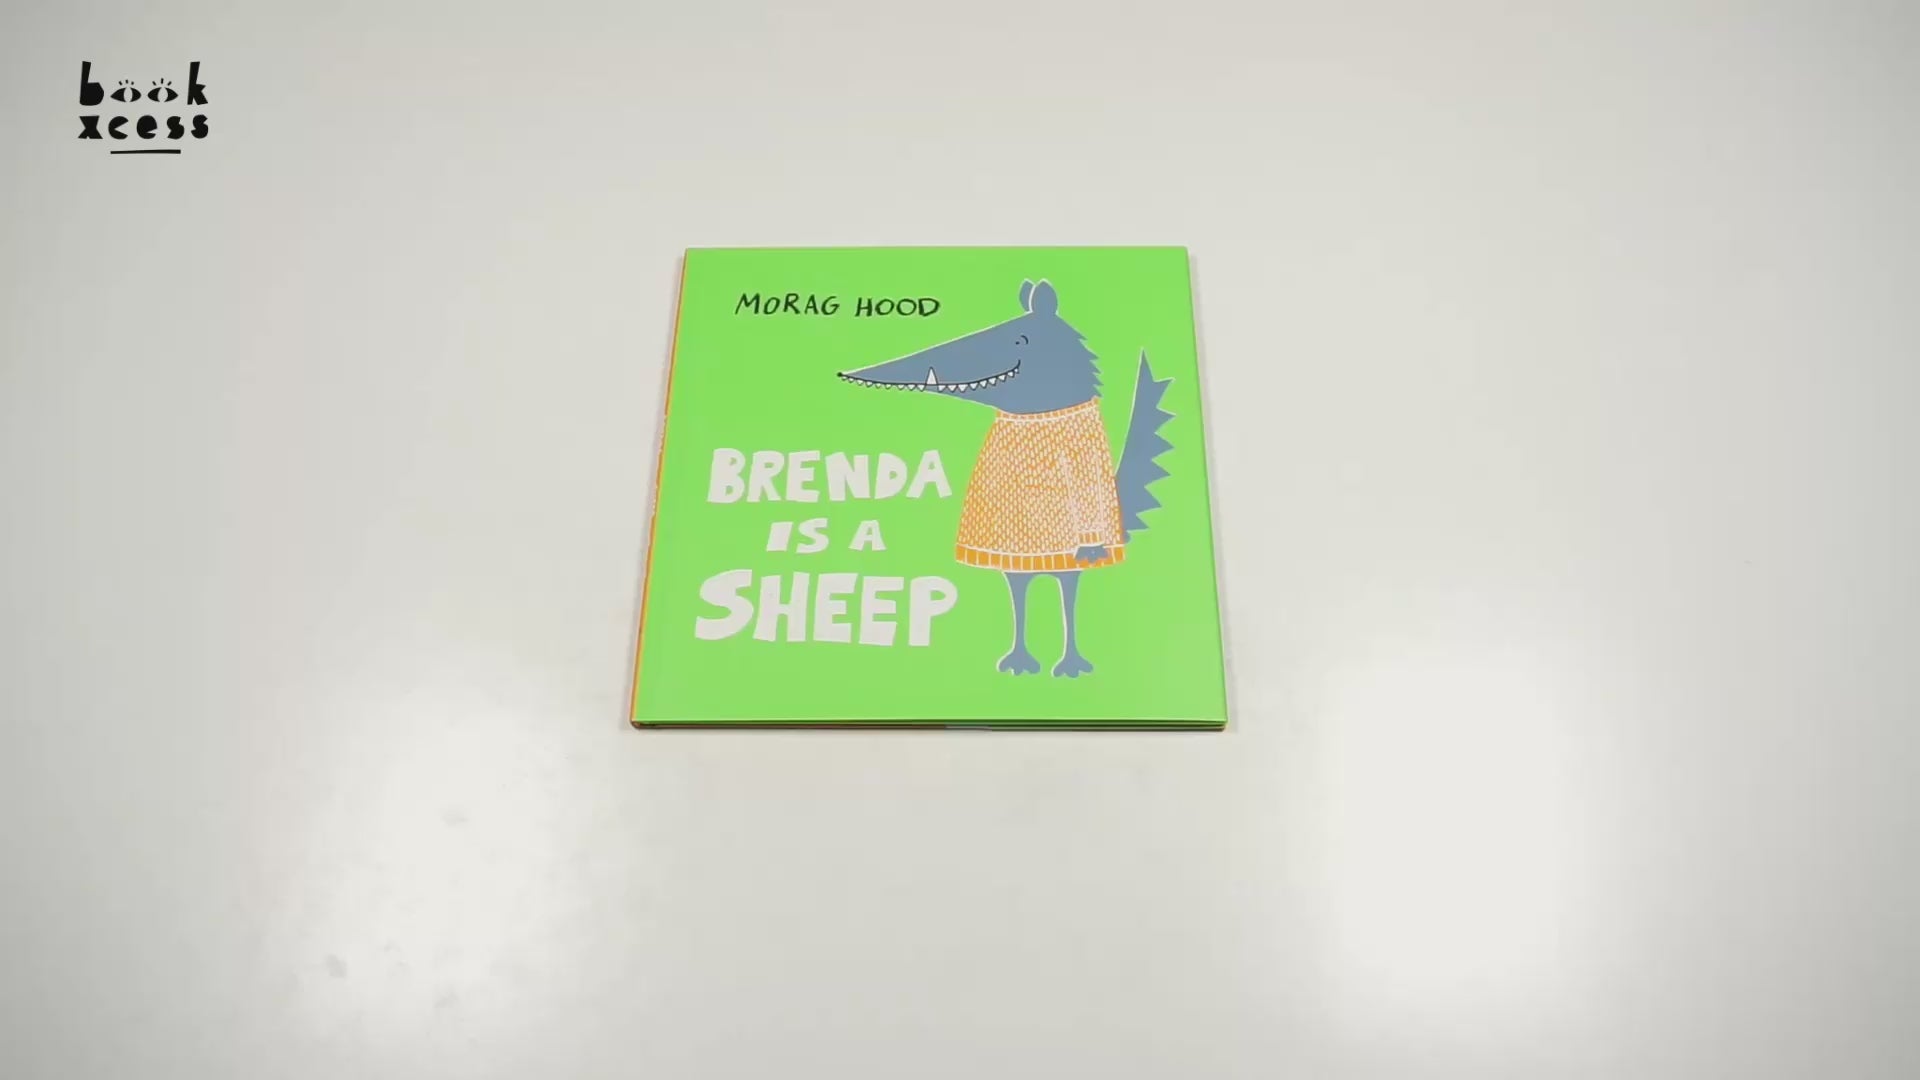 book
xcess
MORAG HOOD
BRENDA
IS A
SHEEP